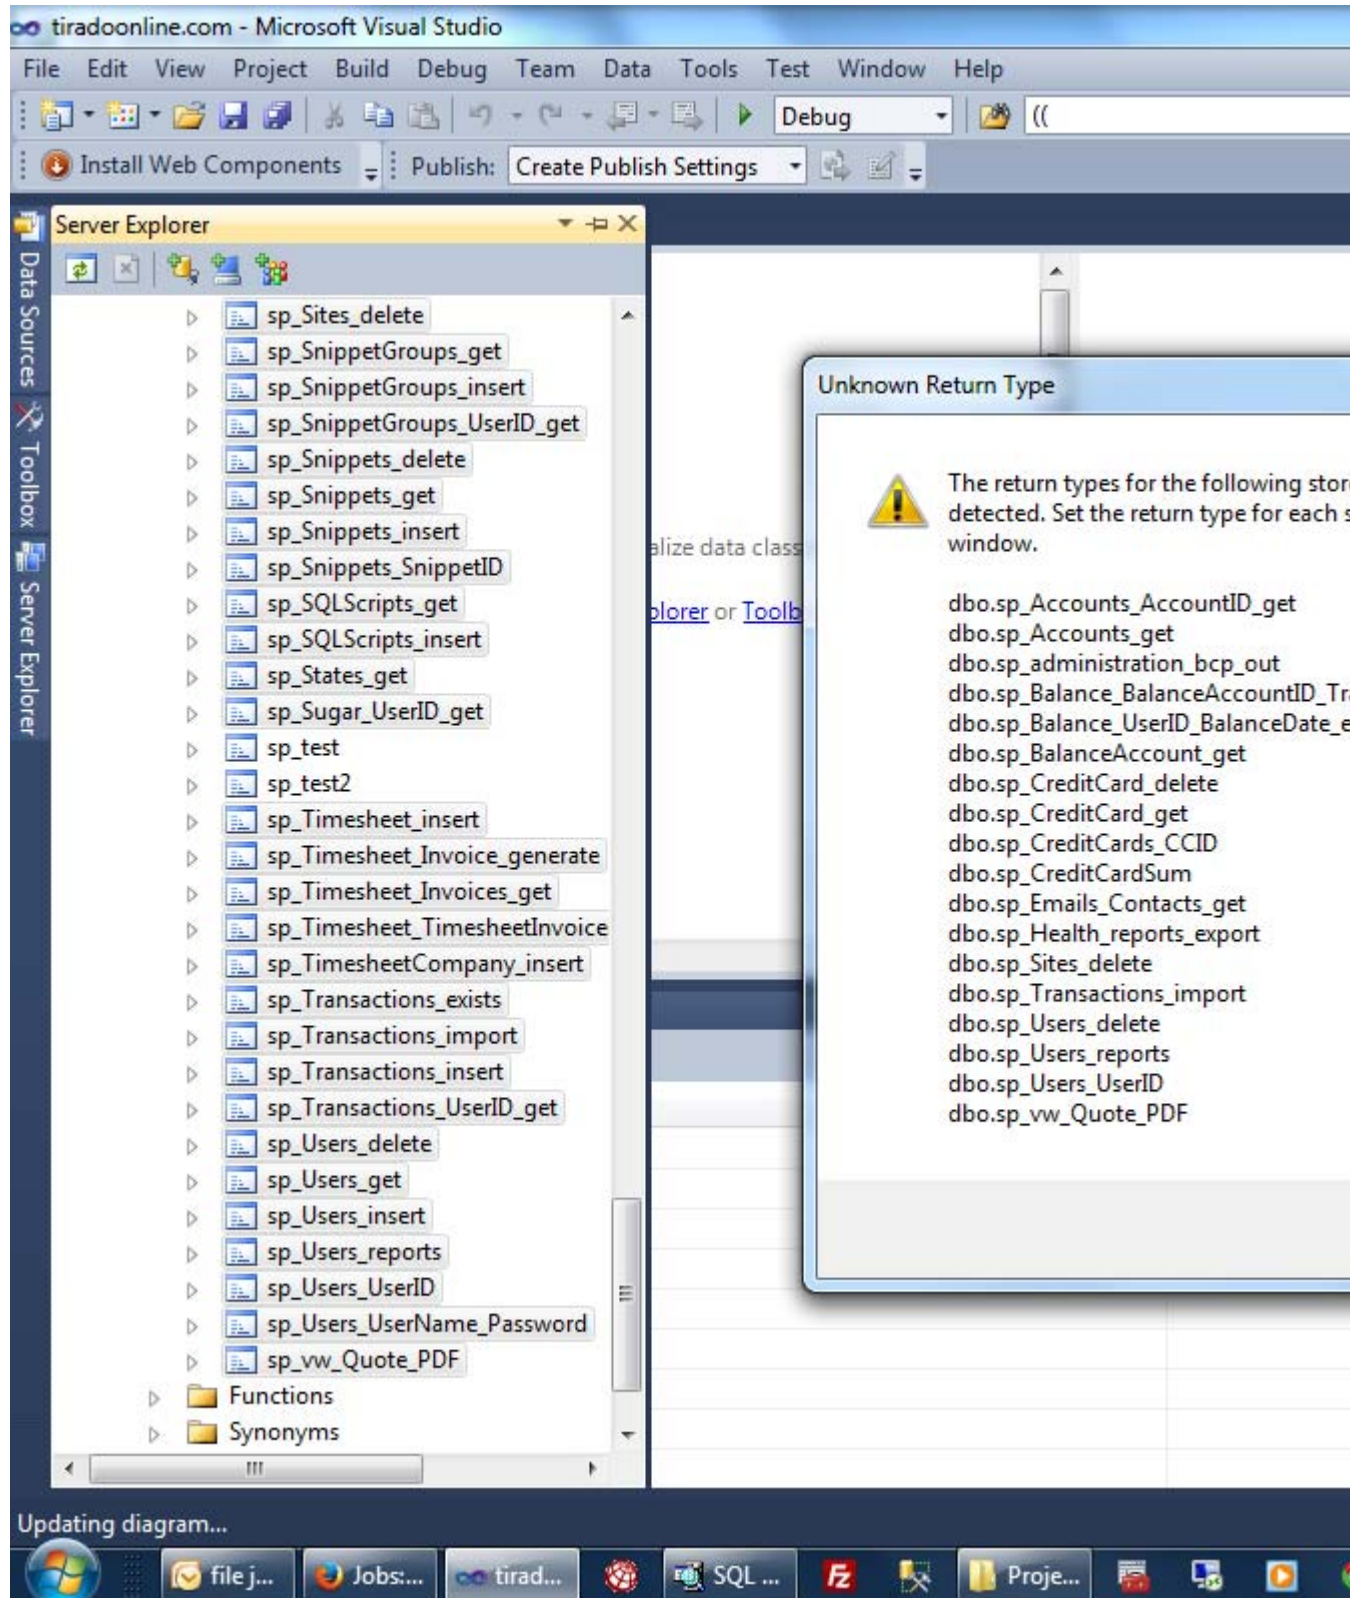 tiradoonline.com - Microsoft Visual Studio
File Edit View Project Build Debug Team Data Tools Test Window Help
Debug ((
Install Web Components Publish: Create Publish Settings
Data Sources
Toolbox
Server Explorer
Server Explorer
sp_Sites_delete
sp_SnippetGroups_get
sp_SnippetGroups_insert
sp_SnippetGroups_UserID_get
sp_Snippets_delete
sp_Snippets_get
sp_Snippets_insert
sp_Snippets_SnippetID
sp_SQLScripts_get
sp_SQLScripts_insert
sp_States_get
sp_Sugar_UserID_get
sp_test
sp_test2
sp_Timesheet_insert
sp_Timesheet_Invoice_generate
sp_Timesheet_Invoices_get
sp_Timesheet_TimesheetInvoice
sp_TimesheetCompany_insert
sp_Transactions_exists
sp_Transactions_import
sp_Transactions_insert
sp_Transactions_UserID_get
sp_Users_delete
sp_Users_get
sp_Users_insert
sp_Users_reports
sp_Users_UserID
sp_Users_UserName_Password
sp_vw_Quote_PDF
Functions
Synonyms
alize data class
plorer or Toolb
Unknown Return Type
The return types for the following stor
detected. Set the return type for each s
window.
dbo.sp_Accounts_AccountID_get
dbo.sp_Accounts_get
dbo.sp_administration_bcp_out
dbo.sp_Balance_BalanceAccountID_Tra
dbo.sp_Balance_UserID_BalanceDate_e
dbo.sp_BalanceAccount_get
dbo.sp_CreditCard_delete
dbo.sp_CreditCard_get
dbo.sp_CreditCards_CCID
dbo.sp_CreditCardSum
dbo.sp_Emails_Contacts_get
dbo.sp_Health_reports_export
dbo.sp_Sites_delete
dbo.sp_Transactions_import
dbo.sp_Users_delete
dbo.sp_Users_reports
dbo.sp_Users_UserID
dbo.sp_vw_Quote_PDF
Updating diagram...
file j... Jobs:... tirad... SQL ... Fz Proje...